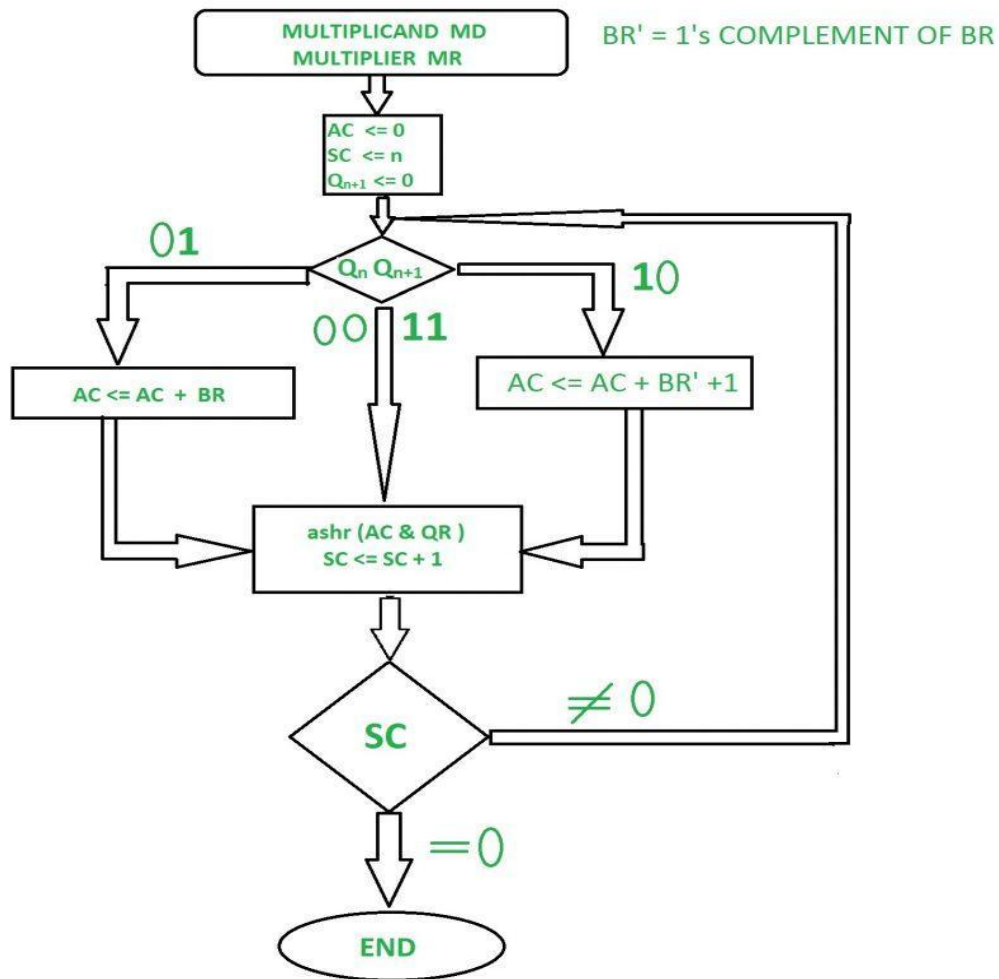 MULTIPLICAND MD
MULTIPLIER MR
BR' = 1's COMPLEMENT OF BR
AC <= 0
SC <= n
Qn+1 <= 0
01
Qn Qn+1
10
00 11
AC <= AC + BR
AC <= AC + BR' +1
ashr (AC & QR )
SC <= SC + 1
SC
≠ 0
=0
END